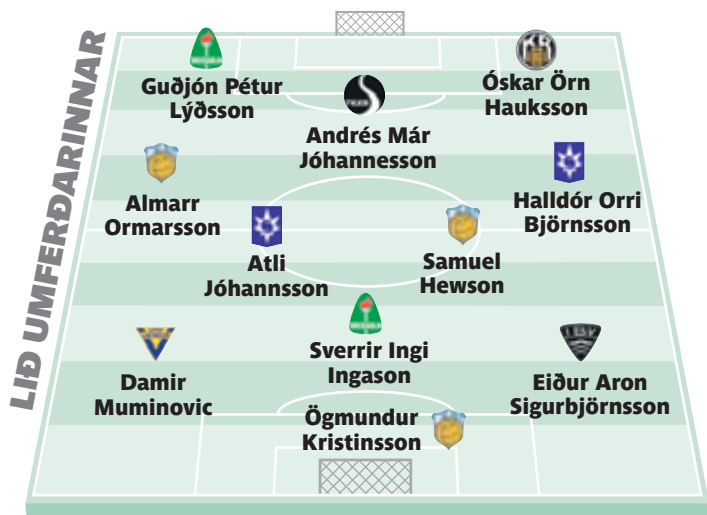 LIÐ UMFERÐARINNAR
Guðjón Pétur
Lýðsson
Óskar Örn
Hauksson
Andrés Már
Jóhannesson
Almarr
Ormarsson
Halldór Orri
Björnsson
Atli
Jóhannsson
Samuel
Hewson
Sverrir Ingi
Ingason
Damir
Muminovic
Eiður Aron
Sigurbjörnsson
Ögmundur
Kristinsson